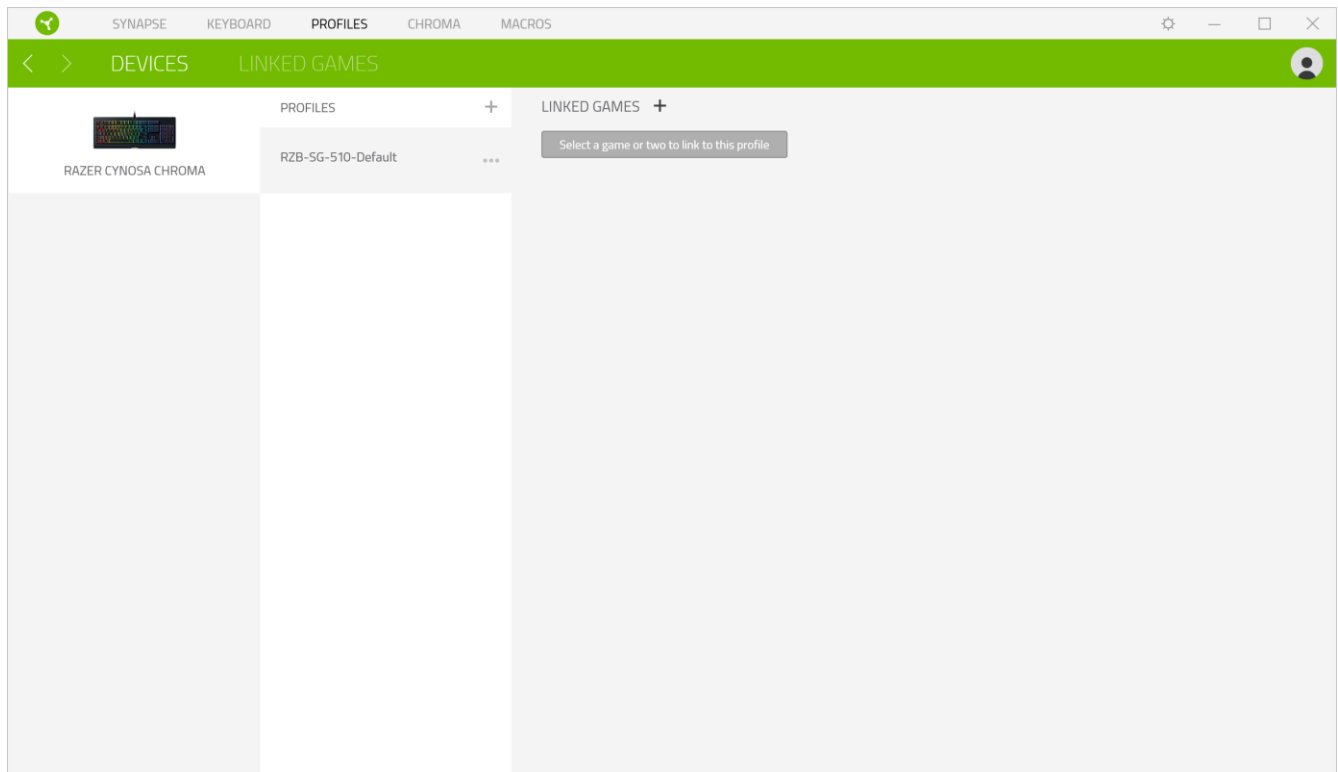 SYNAPSE KEYBOARD PROFILES CHROMA MACROS
DEVICES LINKED GAMES
RAZER CYNOSA CHROMA
PROFILES
RZB-SG-510-Default
LINKED GAMES
Select a game or two to link to this profile